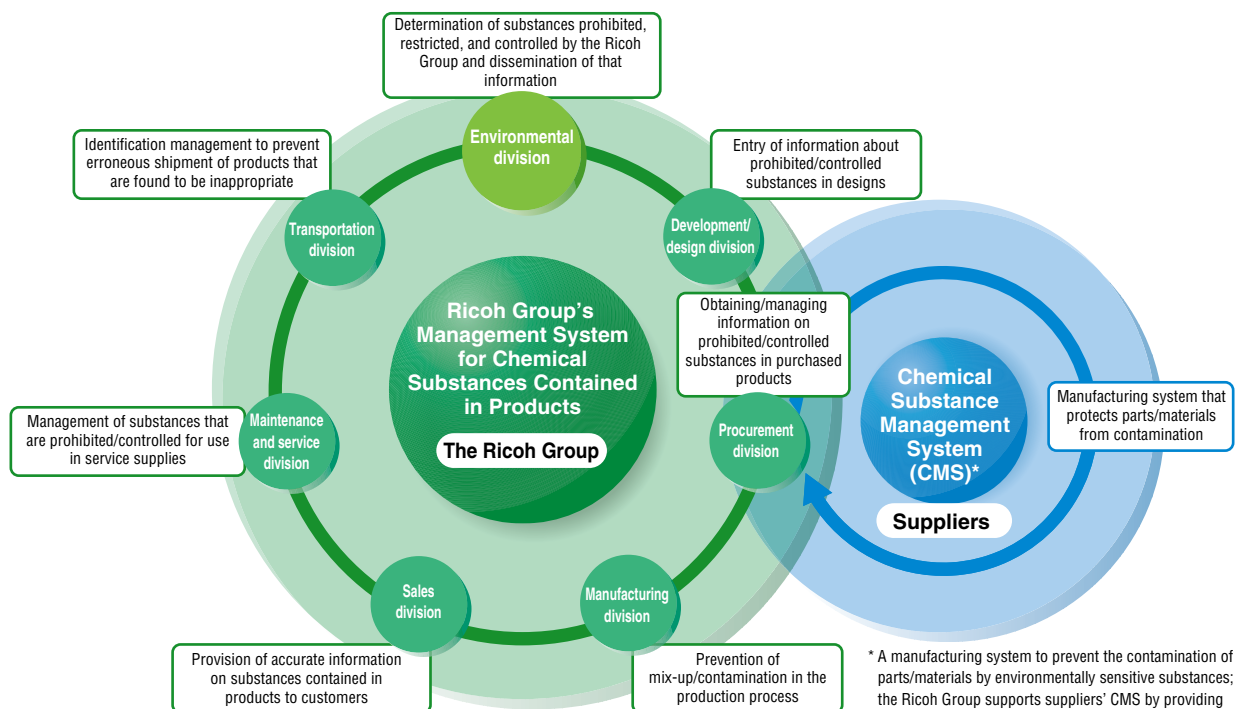 Determination of substances prohibited,
restricted, and controlled by the Ricoh
Group and dissemination of that
information
Environmental
division
Identification management to prevent
erroneous shipment of products that
are found to be inappropriate
Entry of information about
prohibited/controlled
substances in designs
Transportation
division
Development/
design division
Ricoh Group's
Management System
for Chemical
Substances Contained
in Products
The Ricoh Group
Obtaining/managing
information on
prohibited/controlled
substances in purchased
products
Chemical
Substance
Management
System
(CMS)*
Suppliers
Manufacturing system that
protects parts/materials
from contamination
Management of substances that
are prohibited/controlled for use
in service supplies
Maintenance
and service
division
Procurement
division
Sales
division
Manufacturing
division
Provision of accurate information
on substances contained in
products to customers
Prevention of
mix-up/contamination in the
production process
* A manufacturing system to prevent the contamination of
parts/materials by environmentally sensitive substances;
the Ricoh Group supports suppliers' CMS by providing